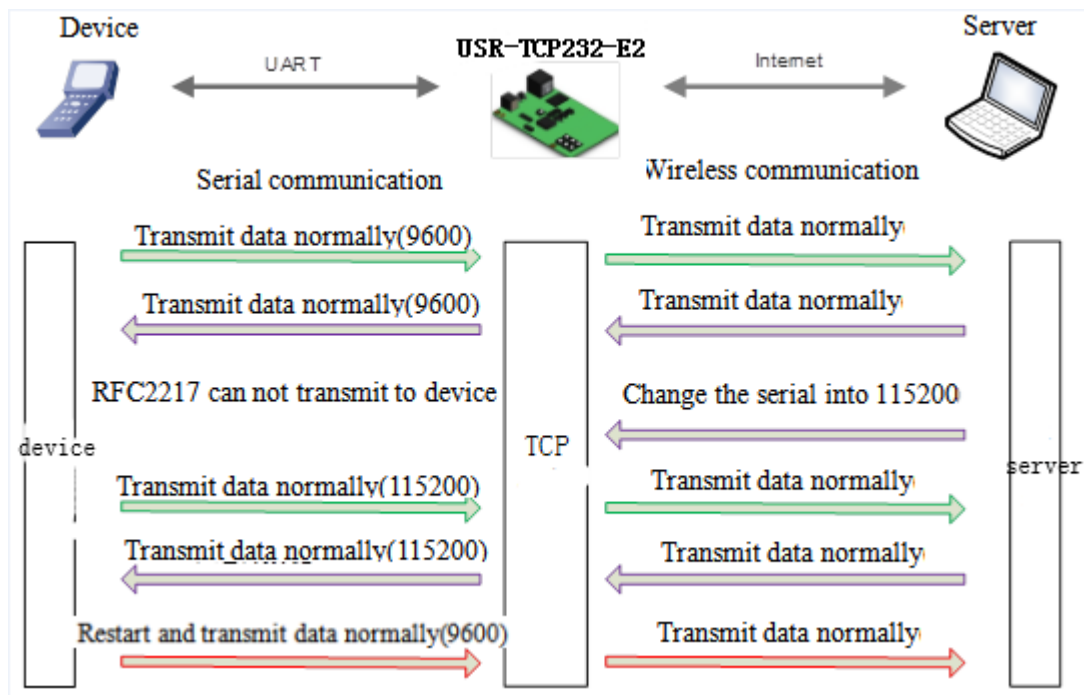 Device
USR-TCP232-E2
Server
UART
Internet
Serial communication
Wireless communication
Transmit data normally(9600)
Transmit data normally
Transmit data normally(9600)
Transmit data normally
RFC2217 can not transmit to device
Change the serial into 115200
device
TCP
server
Transmit data normally(115200)
Transmit data normally
Transmit data normally(115200)
Transmit data normally
Restart and transmit data normally(9600)
Transmit data normally